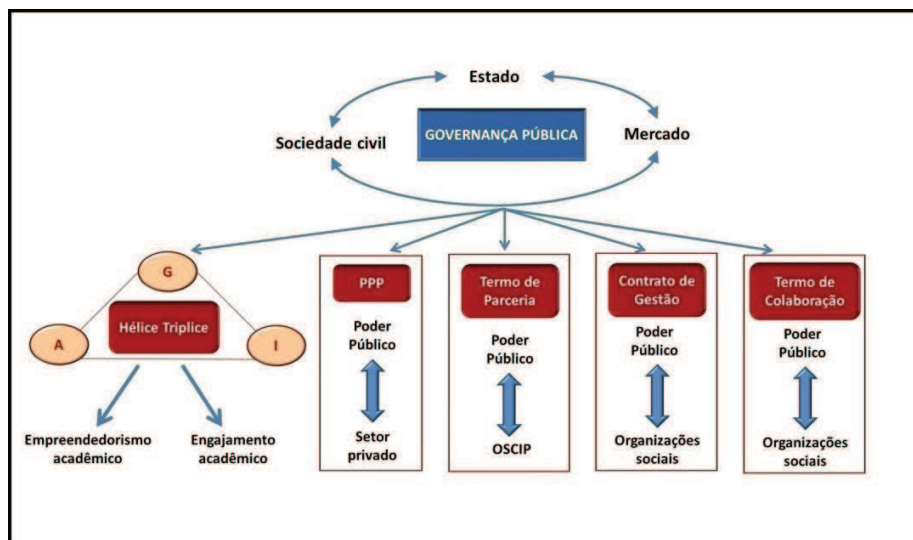 Estado
GOVERNANÇA PÚBLICA
Sociedade civil
Mercado
G
A
I
Hélice Triplice
Empreendedorismo
acadêmico
Engajamento
acadêmico
PPP
Poder
Público
Setor
privado
Termo de
Parceria
Poder
Público
OSCIP
Contrato de
Gestão
Poder
Público
Organizações
sociais
Termo de
Colaboração
Poder
Público
Organizações
sociais